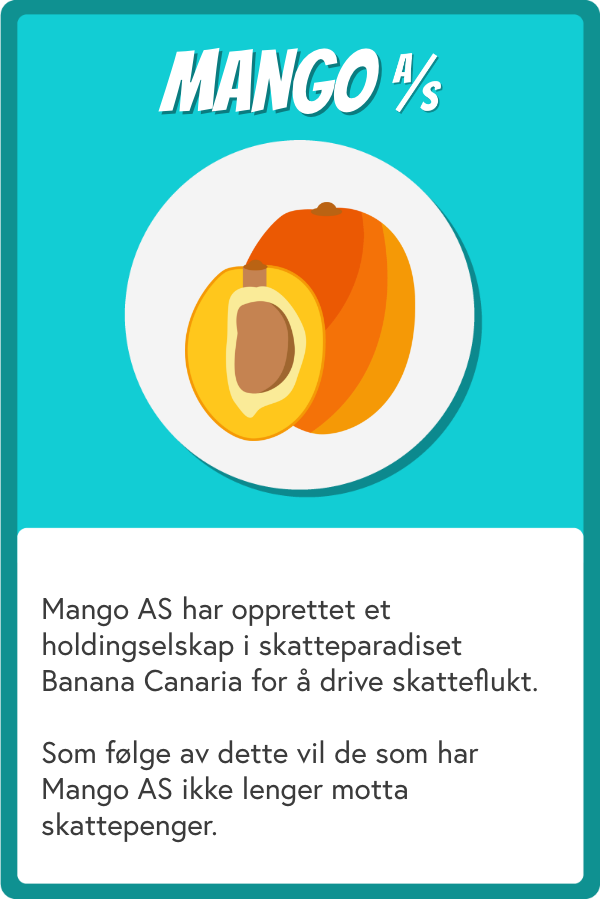 MANGO A/S
Mango AS har opprettet et
holdingselskap i skatteparadiset
Banana Canaria for å drive skatteflukt.
Som følge av dette vil de som har
Mango AS ikke lenger motta
skattepenger.